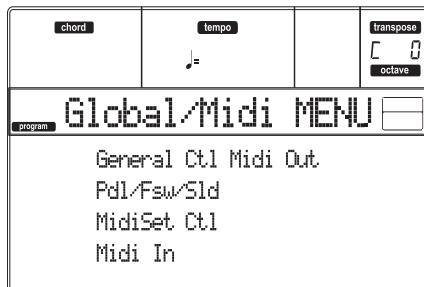 chord tempo transpose
♩= C 0
octave
program Global/Midi MENU
General Ctl Midi Out
Pdl/Fsw/Sld
MidiSet Ctl
Midi In